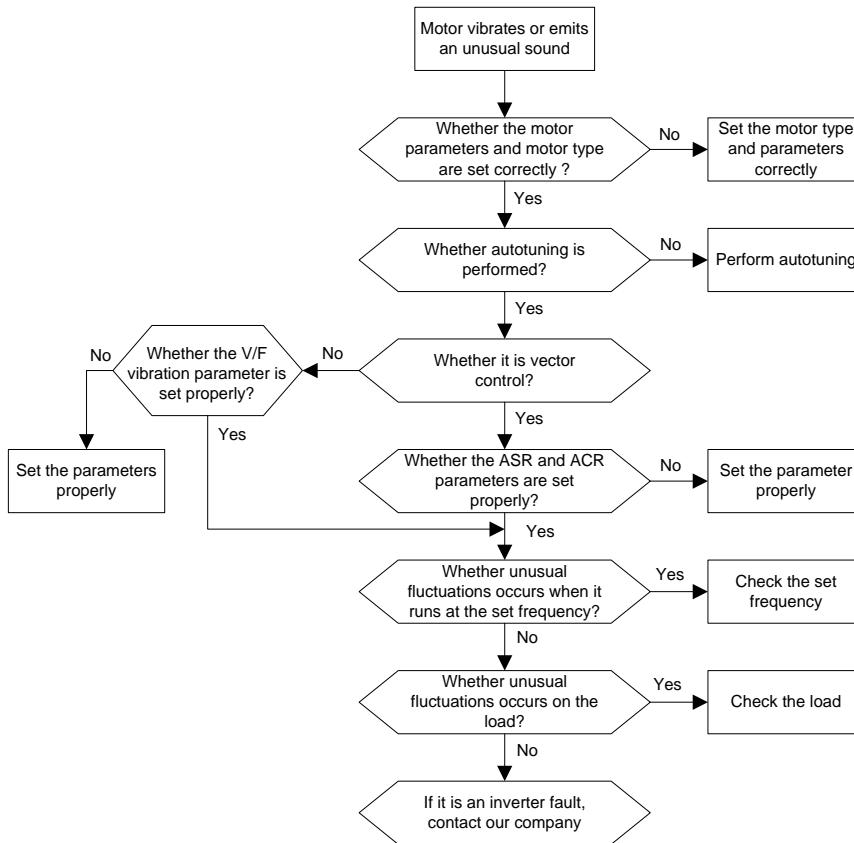 Motor vibrates or emits
an unusual sound
Whether the motor
parameters and motor type
are set correctly ?
No
Set the motor type
and parameters
correctly
Yes
Whether autotuning is
performed?
No
Perform autotuning
Yes
Whether it is vector
control?
No
Whether the V/F
vibration parameter is
set properly?
No
Set the parameters
properly
Yes
Yes
Whether the ASR and ACR
parameters are set
properly?
No
Set the parameter
properly
Yes
Whether unusual
fluctuations occurs when it
runs at the set frequency?
Yes
Check the set
frequency
No
Whether unusual
fluctuations occurs on the
load?
Yes
Check the load
No
If it is an inverter fault,
contact our company